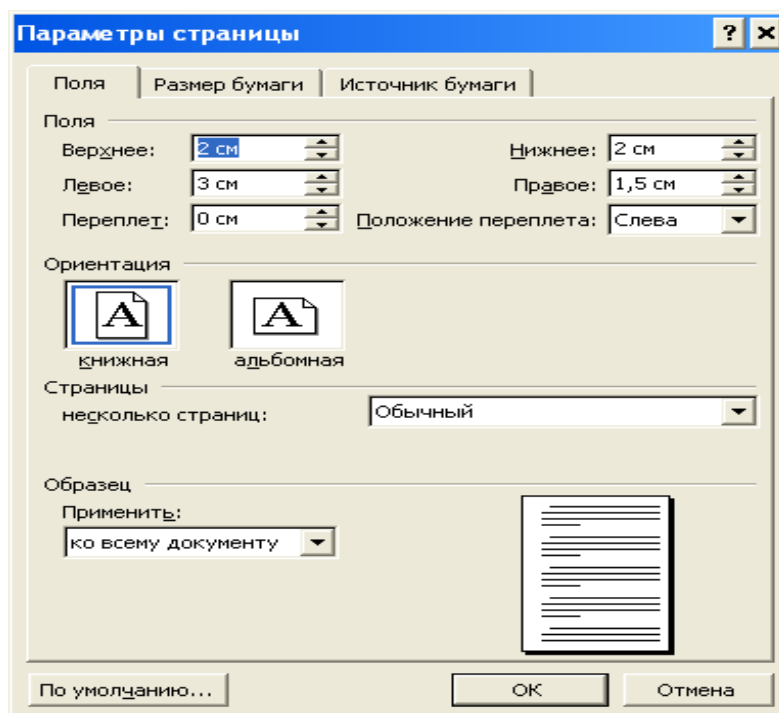 Параметры страницы
Поля Размер бумаги Источник бумаги
Поля
Верхнее: 2 см Нижнее: 2 см
Левое: 3 см Правое: 1,5 см
Переплет: 0 см Положение переплета: Слева
Ориентация
A A
книжная альбомная
Страницы
несколько страниц: Обычный
Образец
Применить:
ко всему документу
По умолчанию... ОК Отмена